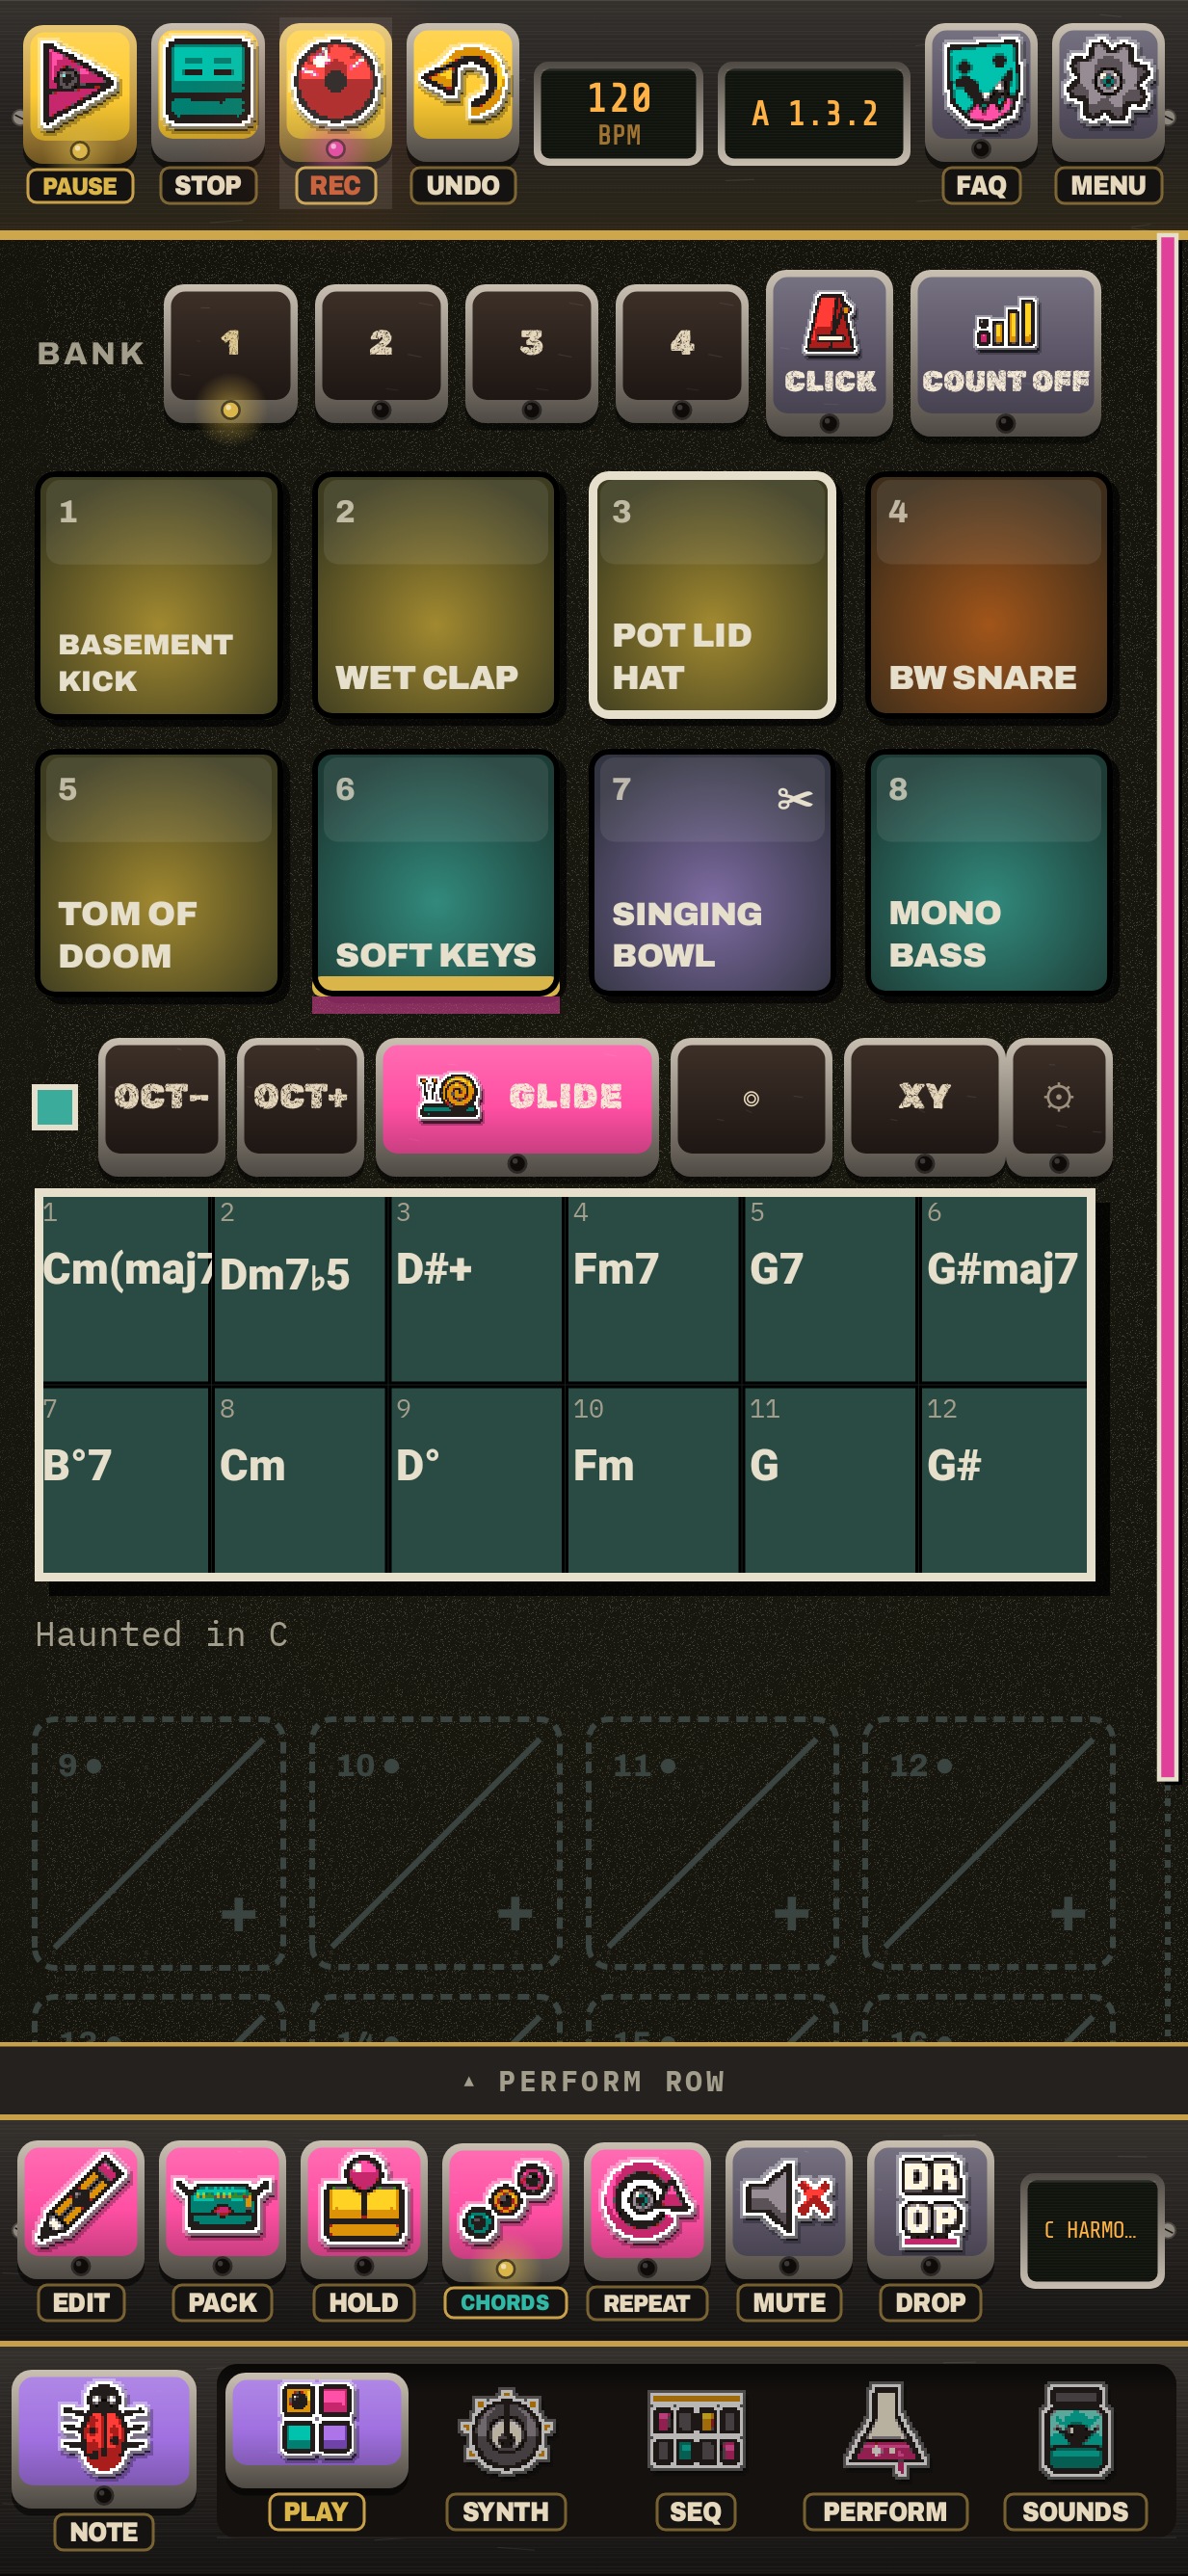 120
BPM
A 1.3.2
PAUSE STOP REC UNDO FAQ MENU
BANK 1 2 3 4 CLICK COUNT OFF
1 2 3 4
BASEMENT
KICK
WET CLAP
POT LID
HAT
BW SNARE
5 6 7 8
TOM OF
DOOM
SOFT KEYS
SINGING
BOWL
MONO
BASS
OCT- OCT+ GLIDE XY
1 2 3 4 5 6
Cm(maj7 Dm7♭5 D#+ Fm7 G7 G#maj7
7 8 9 10 11 12
B°7 Cm D° Fm G G#
Haunted in C
9 10 11 12
13 14 15 16
▲ PERFORM ROW
DR
OP
C HARMO…
EDIT PACK HOLD CHORDS REPEAT MUTE DROP
NOTE PLAY SYNTH SEQ PERFORM SOUNDS